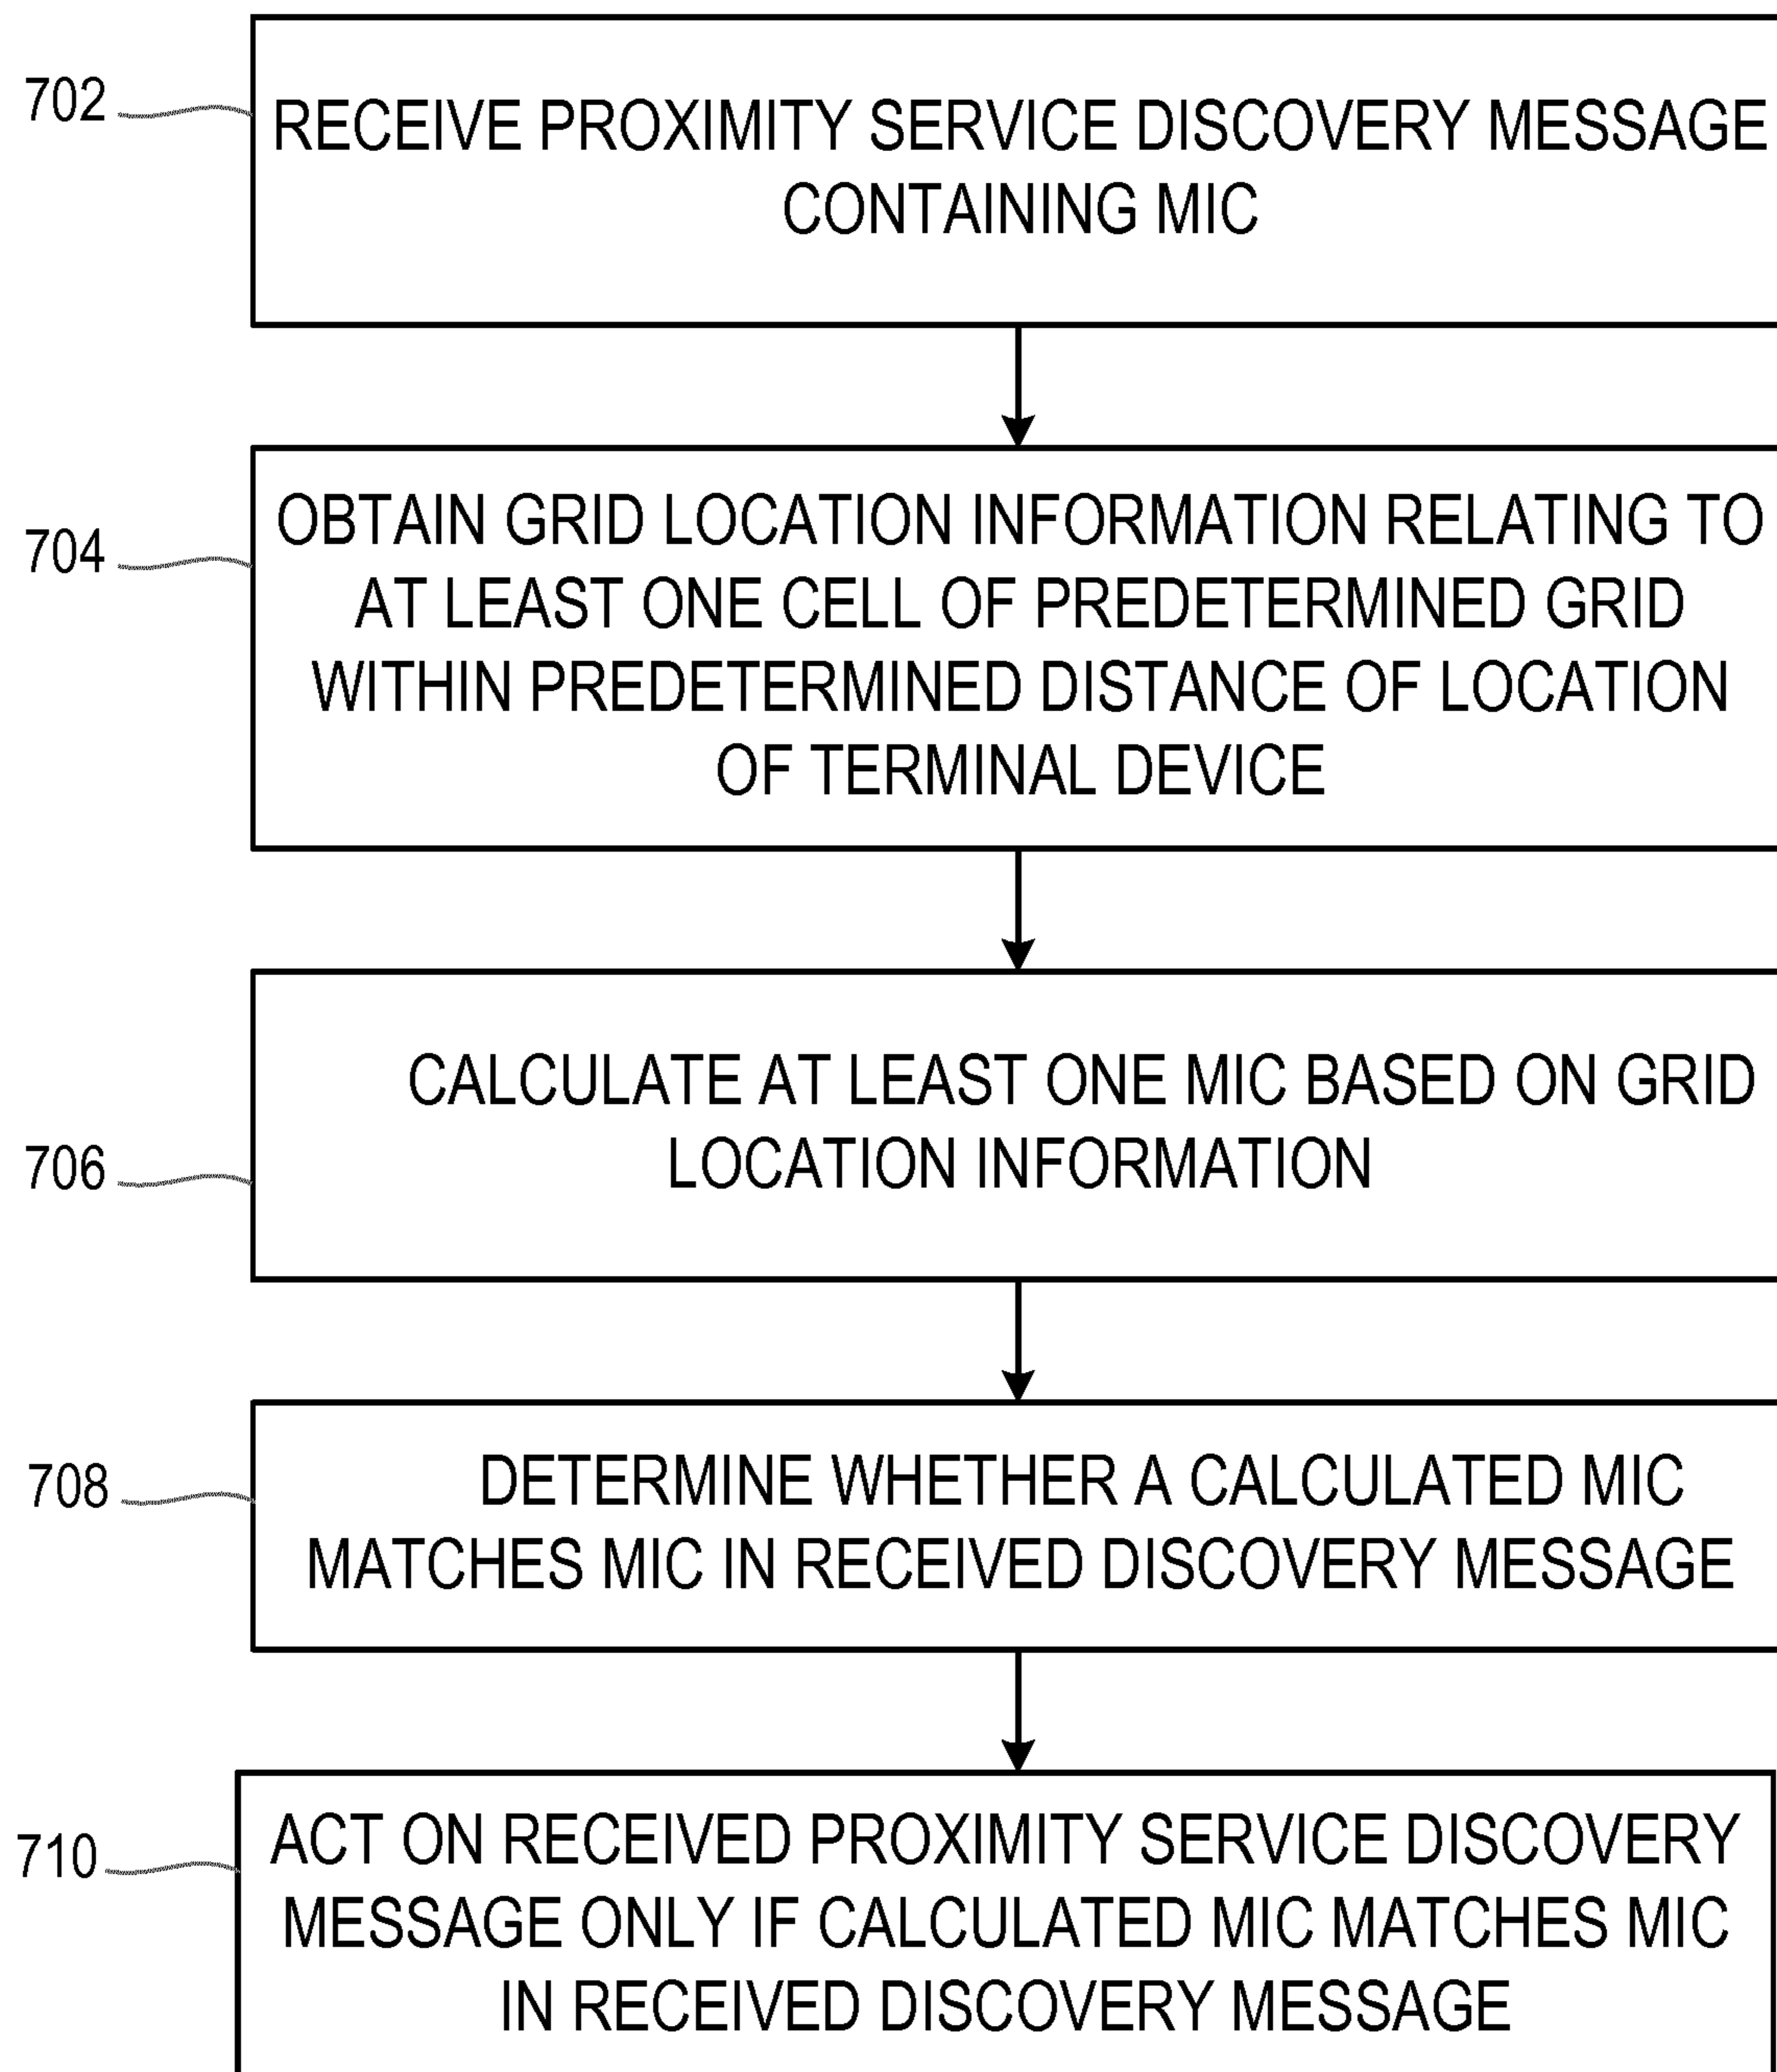 702
RECEIVE PROXIMITY SERVICE DISCOVERY MESSAGE
CONTAINING MIC
704
OBTAIN GRID LOCATION INFORMATION RELATING TO
AT LEAST ONE CELL OF PREDETERMINED GRID
WITHIN PREDETERMINED DISTANCE OF LOCATION
OF TERMINAL DEVICE
706
CALCULATE AT LEAST ONE MIC BASED ON GRID
LOCATION INFORMATION
708
DETERMINE WHETHER A CALCULATED MIC
MATCHES MIC IN RECEIVED DISCOVERY MESSAGE
710
ACT ON RECEIVED PROXIMITY SERVICE DISCOVERY
MESSAGE ONLY IF CALCULATED MIC MATCHES MIC
IN RECEIVED DISCOVERY MESSAGE